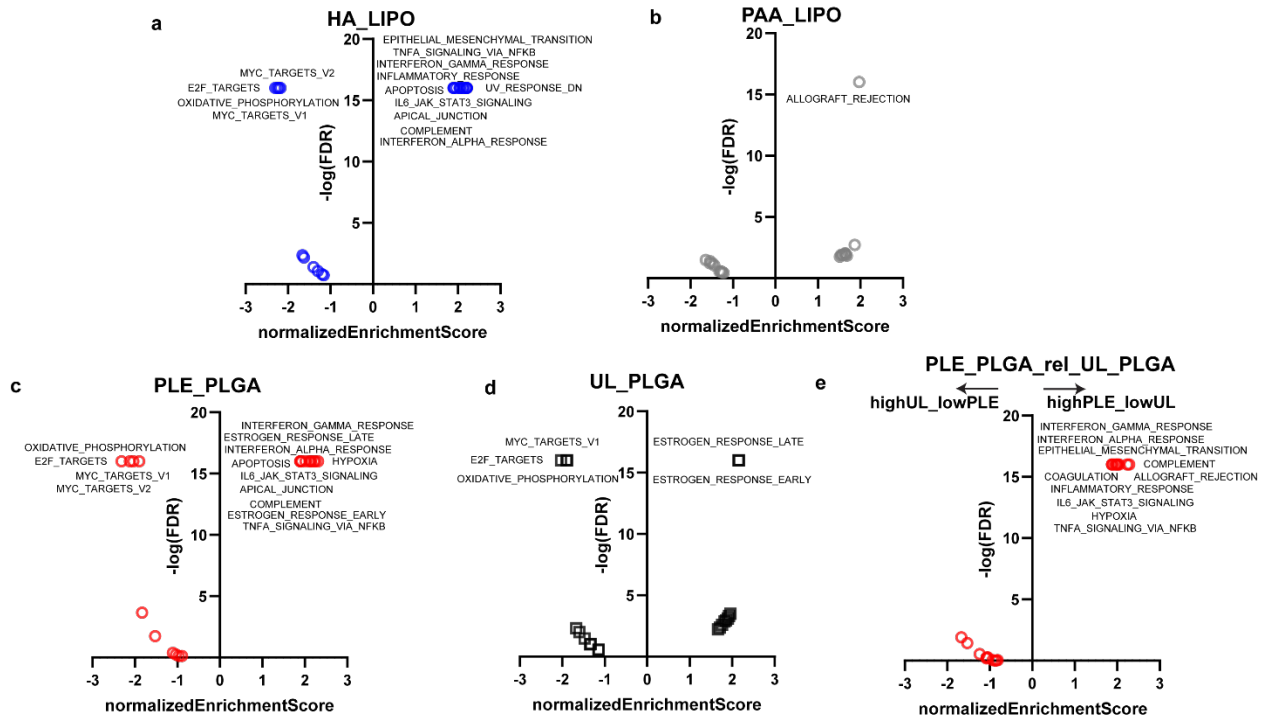 a
HA_LIPO
20
15
10
5
-log(FDR)
EPITHELIAL_MESENCHYMAL_TRANSITION
TNFA_SIGNALING_VIA_NFKB
INTERFERON_GAMMA_RESPONSE
INFLAMMATORY_RESPONSE
APOPTOSIS
UV_RESPONSE_DN
IL6_JAK_STAT3_SIGNALING
APICAL_JUNCTION
COMPLEMENT
INTERFERON_ALPHA_RESPONSE
MYC_TARGETS_V2
E2F_TARGETS
OXIDATIVE_PHOSPHORYLATION
MYC_TARGETS_V1
-3 -2 -1 0 1 2 3
normalizedEnrichmentScore
b
PAA_LIPO
20
15
10
5
-log(FDR)
ALLOGRAFT_REJECTION
-3 -2 -1 0 1 2 3
normalizedEnrichmentScore
c
PLE_PLGA
20
15
10
5
-log(FDR)
INTERFERON_GAMMA_RESPONSE
ESTROGEN_RESPONSE_LATE
INTERFERON_ALPHA_RESPONSE
APOPTOSIS
HYPOXIA
IL6_JAK_STAT3_SIGNALING
APICAL_JUNCTION
COMPLEMENT
ESTROGEN_RESPONSE_EARLY
TNFA_SIGNALING_VIA_NFKB
OXIDATIVE_PHOSPHORYLATION
E2F_TARGETS
MYC_TARGETS_V1
MYC_TARGETS_V2
-3 -2 -1 0 1 2 3
normalizedEnrichmentScore
d
UL_PLGA
20
15
10
5
-log(FDR)
MYC_TARGETS_V1
E2F_TARGETS
OXIDATIVE_PHOSPHORYLATION
ESTROGEN_RESPONSE_LATE
ESTROGEN_RESPONSE_EARLY
-3 -2 -1 0 1 2 3
normalizedEnrichmentScore
e
PLE_PLGA_rel_UL_PLGA
highUL_lowPLE
highPLE_lowUL
20
15
10
5
-log(FDR)
INTERFERON_GAMMA_RESPONSE
INTERFERON_ALPHA_RESPONSE
EPITHELIAL_MESENCHYMAL_TRANSITION
COMPLEMENT
COAGULATION
ALLOGRAFT_REJECTION
INFLAMMATORY_RESPONSE
IL6_JAK_STAT3_SIGNALING
HYPOXIA
TNFA_SIGNALING_VIA_NFKB
-3 -2 -1 0 1 2 3
normalizedEnrichmentScore